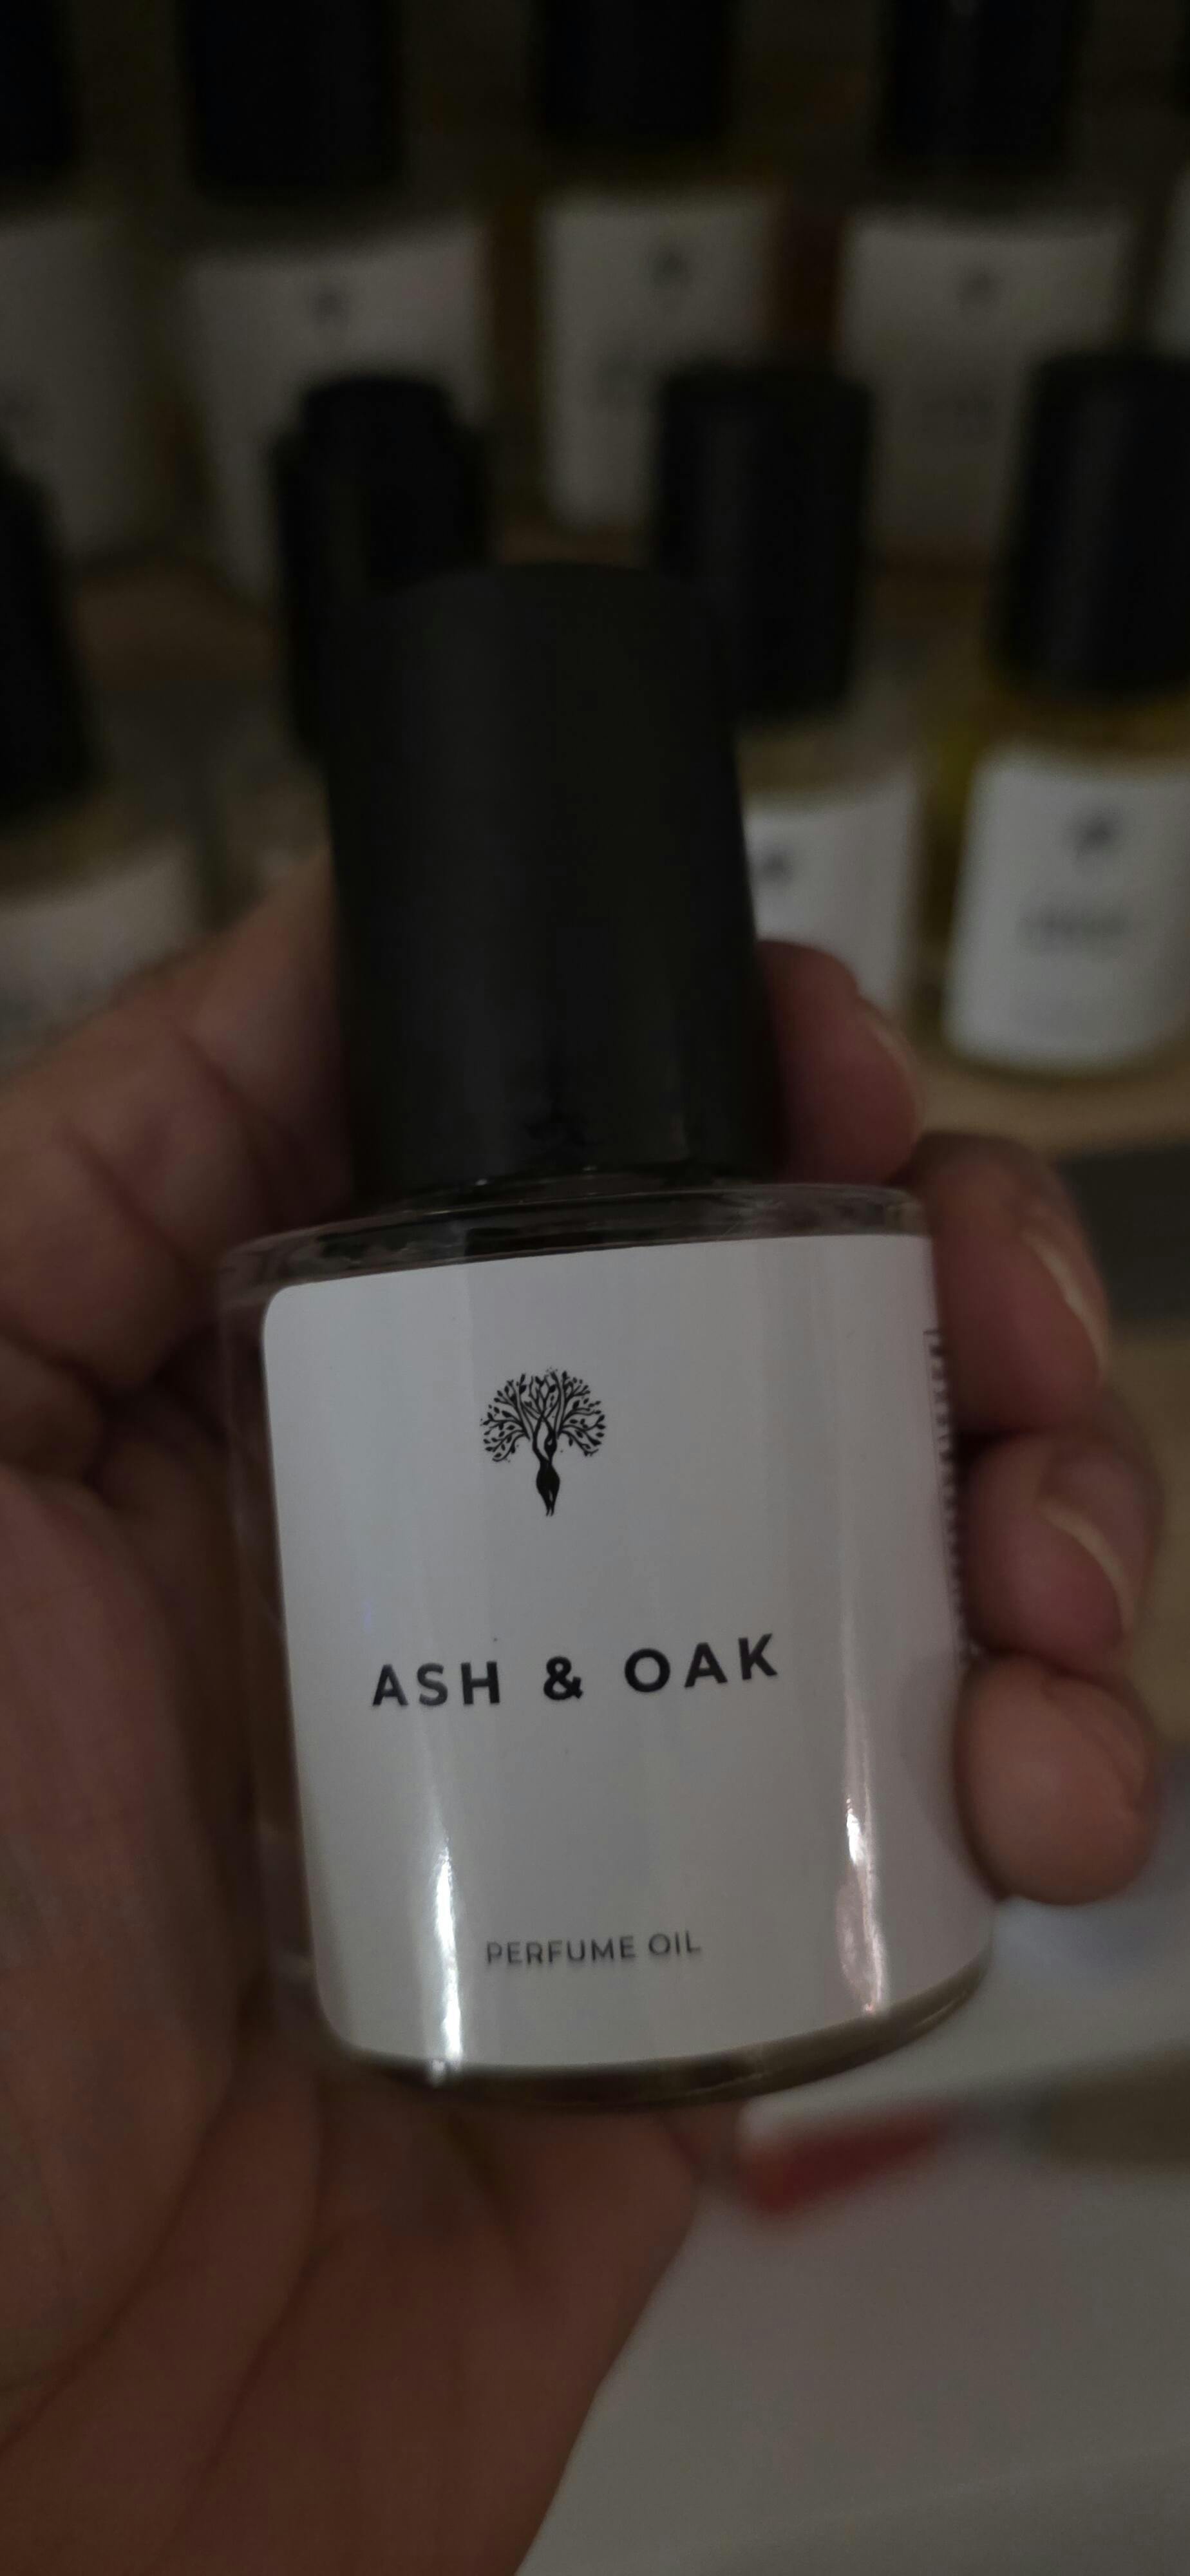 ASH & OAK
PERFUME OIL